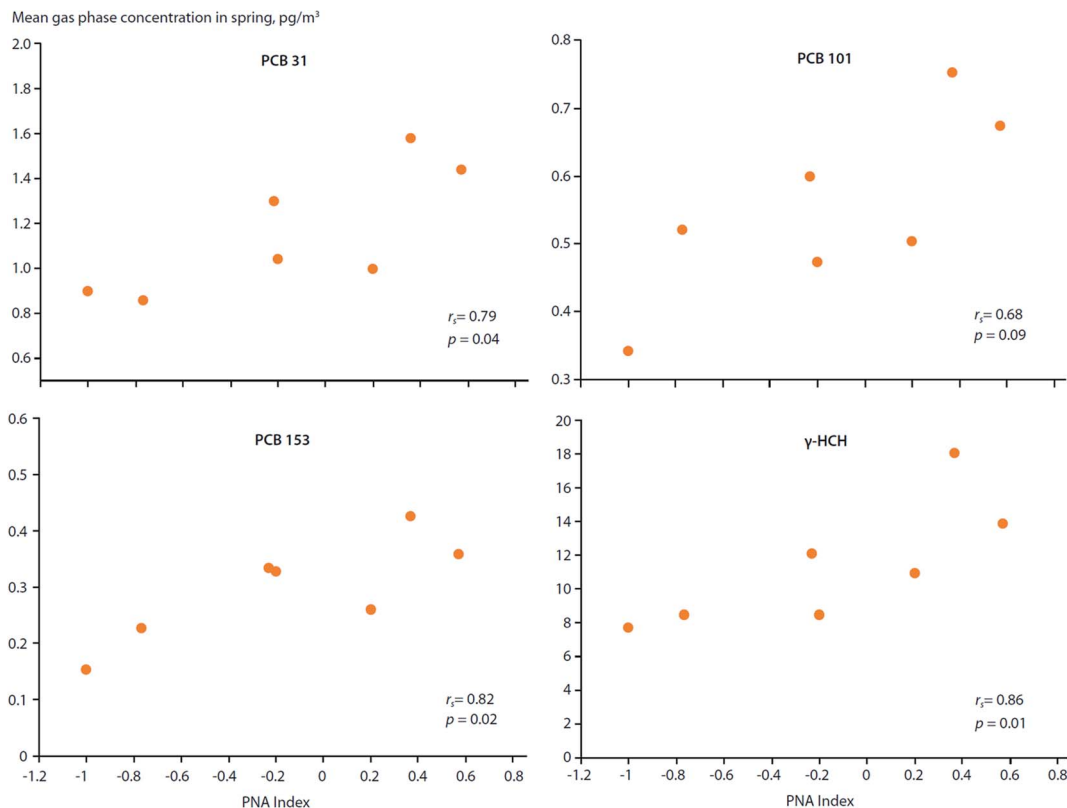 Mean gas phase concentration in spring, pg/m³
PCB 31
2.0
1.8
1.6
1.4
1.2
1.0
0.8
0.6
rs= 0.79
p = 0.04
PCB 101
0.8
0.7
0.6
0.5
0.4
0.3
rs= 0.68
p = 0.09
PCB 153
0.6
0.5
0.4
0.3
0.2
0.1
0
rs= 0.82
p = 0.02
-1.2 -1 -0.8 -0.6 -0.4 -0.2 0 0.2 0.4 0.6 0.8
PNA Index
γ-HCH
20
18
16
14
12
10
8
6
4
2
0
rs= 0.86
p = 0.01
-1.2 -1 -0.8 -0.6 -0.4 -0.2 0 0.2 0.4 0.6 0.8
PNA Index